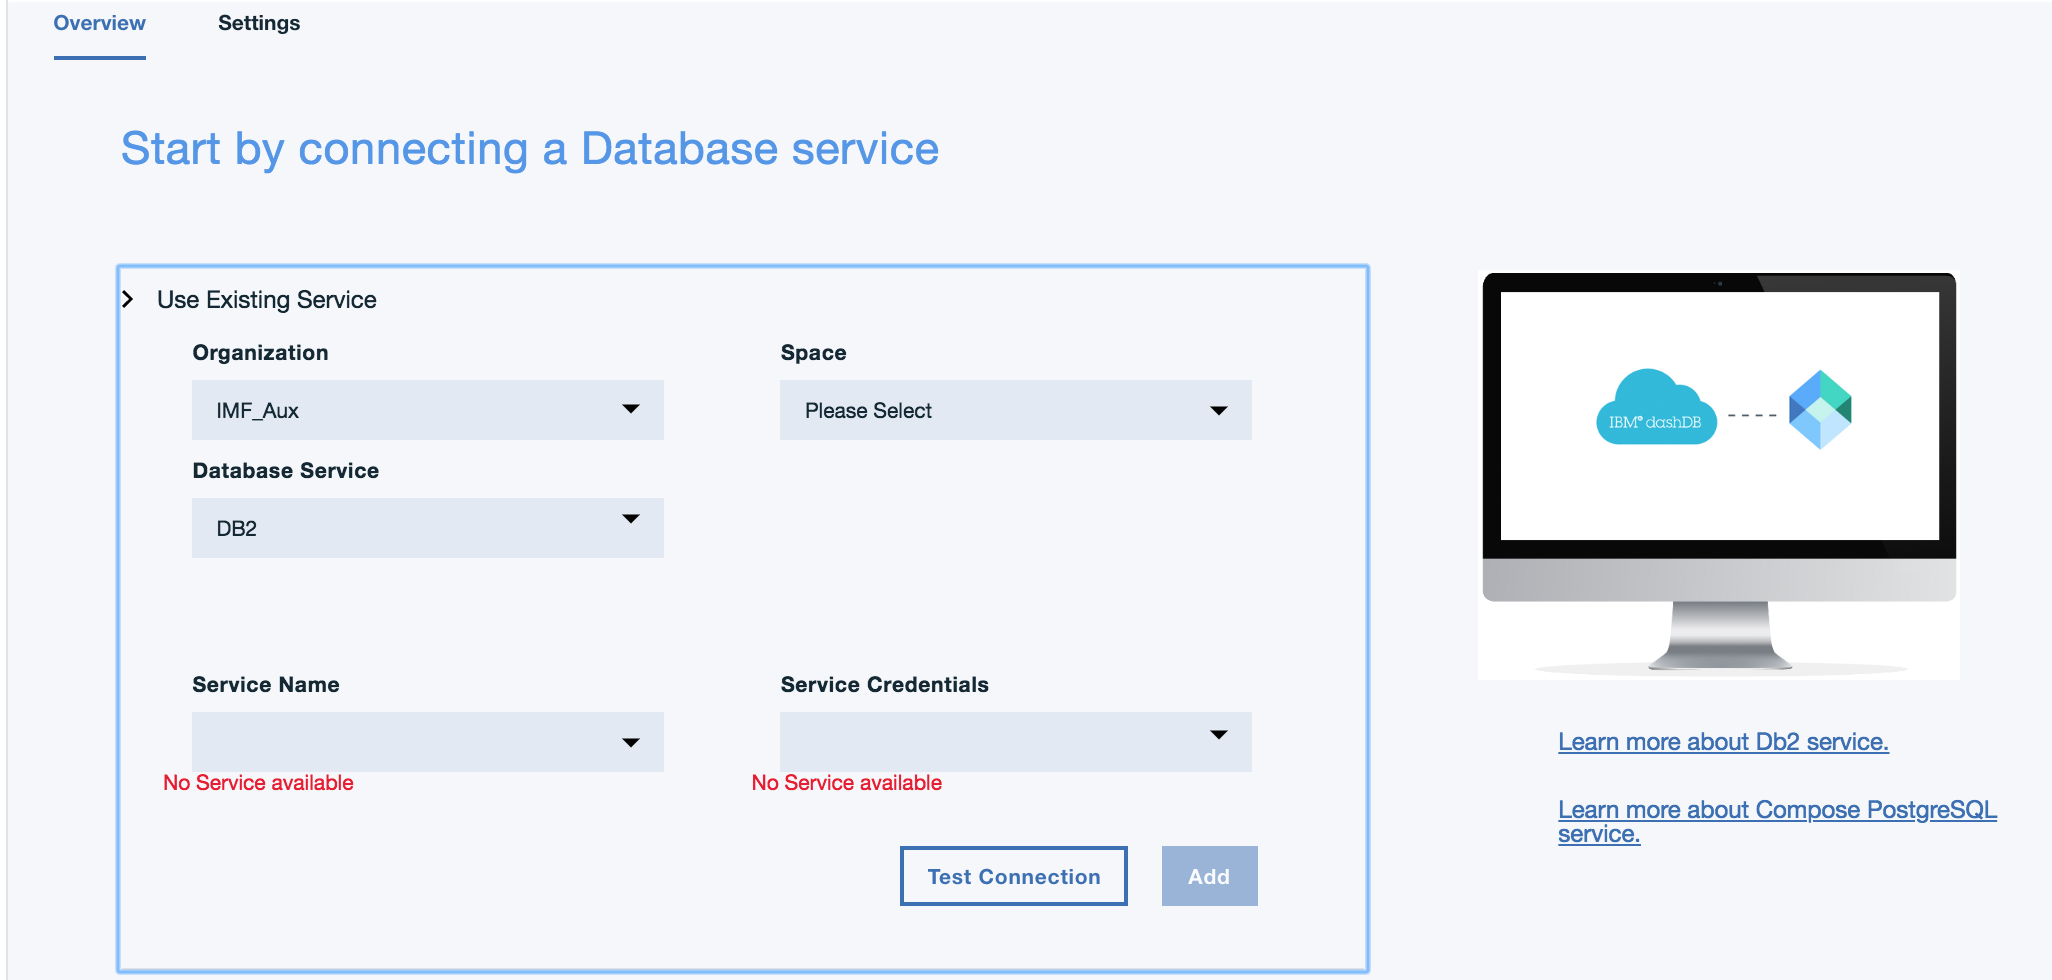 Overview Settings
Start by connecting a Database service
Use Existing Service
Organization Space
IMF_Aux Please Select
Database Service
DB2
Service Name Service Credentials
No Service available No Service available
Test Connection Add
IBM® dashDB
Learn more about Db2 service.
Learn more about Compose PostgreSQL
service.